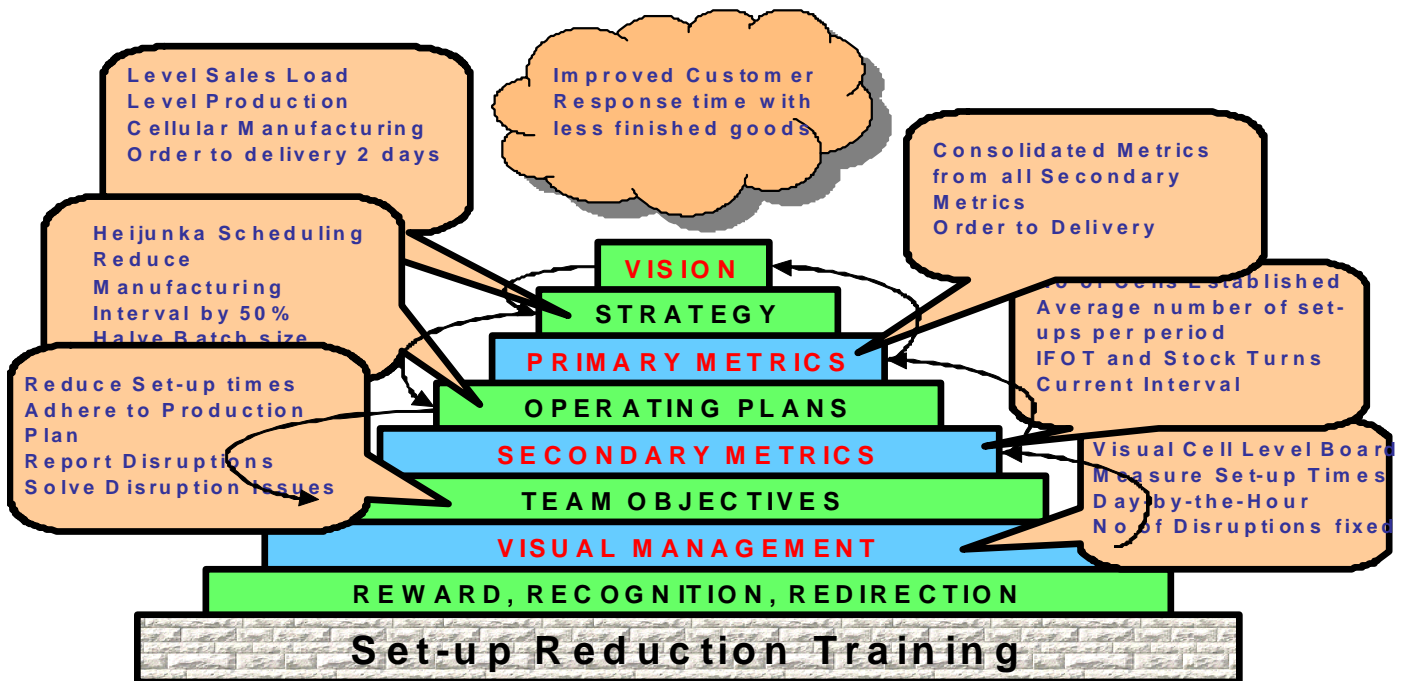 Level Sales Load
Level Production
Cellular Manufacturing
Order to delivery 2 days
Improved Customer
Response time with
less finished goods
Consolidated Metrics
from all Secondary
Metrics
Order to Delivery
Heijunka Scheduling
Reduce
Manufacturing
Interval by 50%
Halve Batch size
Established
Average number of set-
ups per period
IFOT and Stock Turns
Current Interval
Reduce Set-up times
Adhere to Production
Plan
Report Disruptions
Solve Disruption Issues
Visual Cell Level Board
Measure Set-up Times
Day-by-the-Hour
No of Disruptions fixed
VISION
STRATEGY
PRIMARY METRICS
OPERATING PLANS
SECONDARY METRICS
TEAM OBJECTIVES
VISUAL MANAGEMENT
REWARD, RECOGNITION, REDIRECTION
Set-up Reduction Training